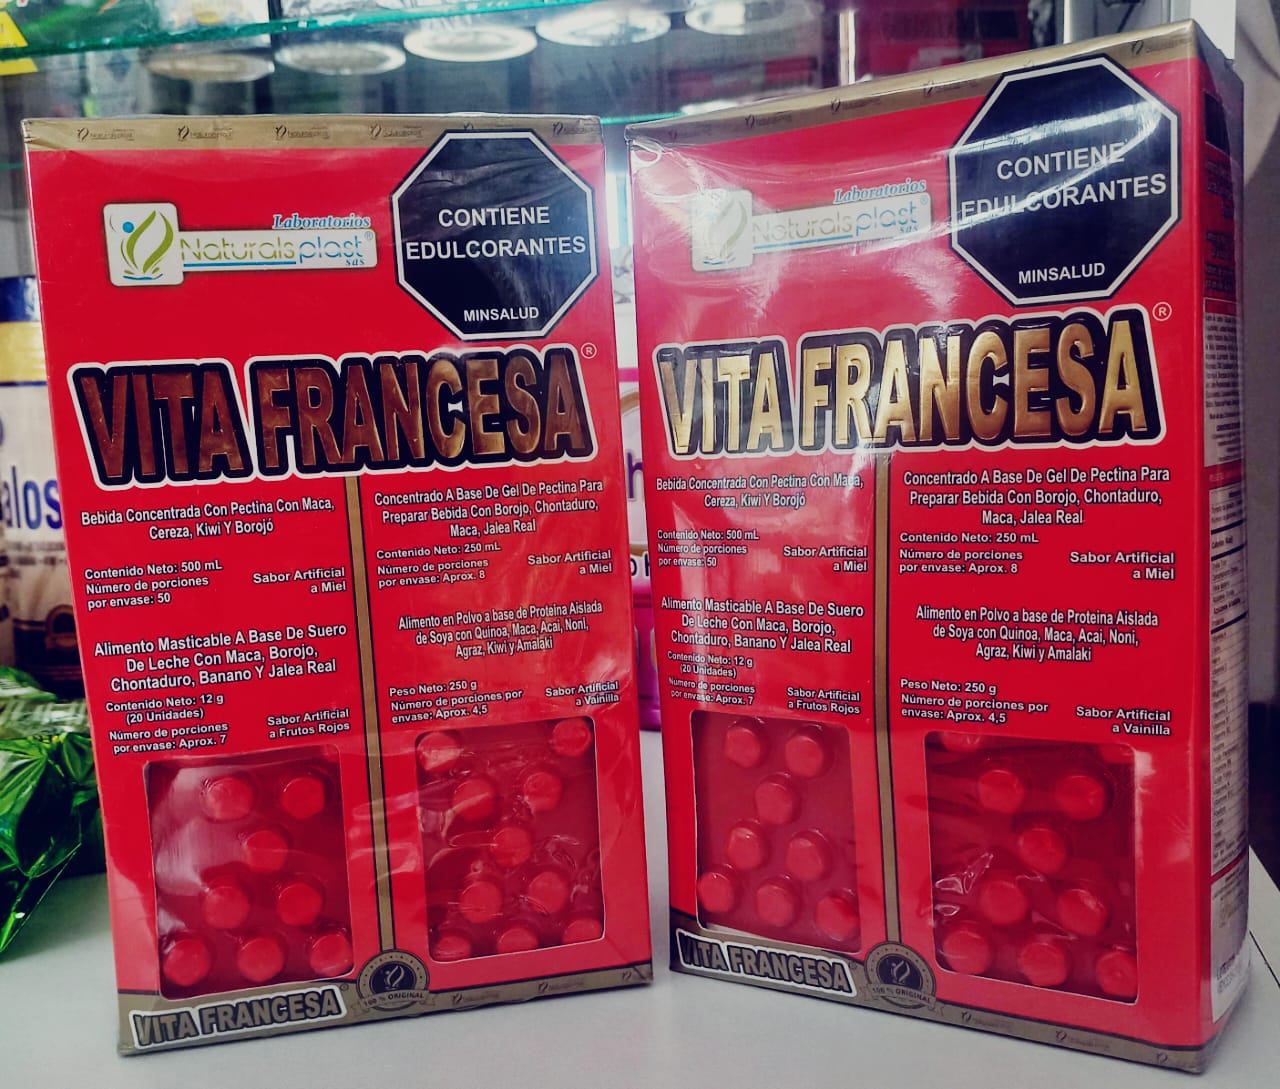 Laboratorios
Naturalsplast®
sas
CONTIENE
EDULCORANTES
MINSALUD
VITA FRANCESA®
Bebida Concentrada Con Pectina Con Maca,
Cereza, Kiwi Y Borojó
Contenido Neto: 500 mL
Número de porciones
por envase: 50
Sabor Artificial
a Miel
Alimento Masticable A Base De Suero
De Leche Con Maca, Borojo,
Chontaduro, Banano Y Jalea Real
Contenido Neto: 12 g
(20 Unidades)
Número de porciones
por envase: Aprox. 7
Sabor Artificial
a Frutos Rojos
Concentrado A Base De Gel De Pectina Para
Preparar Bebida Con Borojo, Chontaduro,
Maca, Jalea Real
Contenido Neto: 250 mL
Número de porciones
por envase: Aprox. 8
Sabor Artificial
a Miel
Alimento en Polvo a base de Proteina Aislada
de Soya con Quinoa, Maca, Acai, Noni,
Agraz, Kiwi y Amalaki
Peso Neto: 250 g
Número de porciones por
envase: Aprox. 4,5
Sabor Artificial
a Vainilla
VITA FRANCESA®
100 % ORIGINAL
Laboratorios
Naturalsplast®
sas
CONTIENE
EDULCORANTES
MINSALUD
VITA FRANCESA®
Bebida Concentrada Con Pectina Con Maca,
Cereza, Kiwi Y Borojó
Contenido Neto: 500 mL
Número de porciones
por envase: 50
Sabor Artificial
a Miel
Alimento Masticable A Base De Suero
De Leche Con Maca, Borojo,
Chontaduro, Banano Y Jalea Real
Contenido Neto: 12 g
(20 Unidades)
Número de porciones
por envase: Aprox. 7
Sabor Artificial
a Frutos Rojos
Concentrado A Base De Gel De Pectina Para
Preparar Bebida Con Borojo, Chontaduro,
Maca, Jalea Real
Contenido Neto: 250 mL
Número de porciones
por envase: Aprox. 8
Sabor Artificial
a Miel
Alimento en Polvo a base de Proteina Aislada
de Soya con Quinoa, Maca, Acai, Noni,
Agraz, Kiwi y Amalaki
Peso Neto: 250 g
Número de porciones por
envase: Aprox. 4,5
Sabor Artificial
a Vainilla
VITA FRANCESA®
100 % ORIGINAL
alos